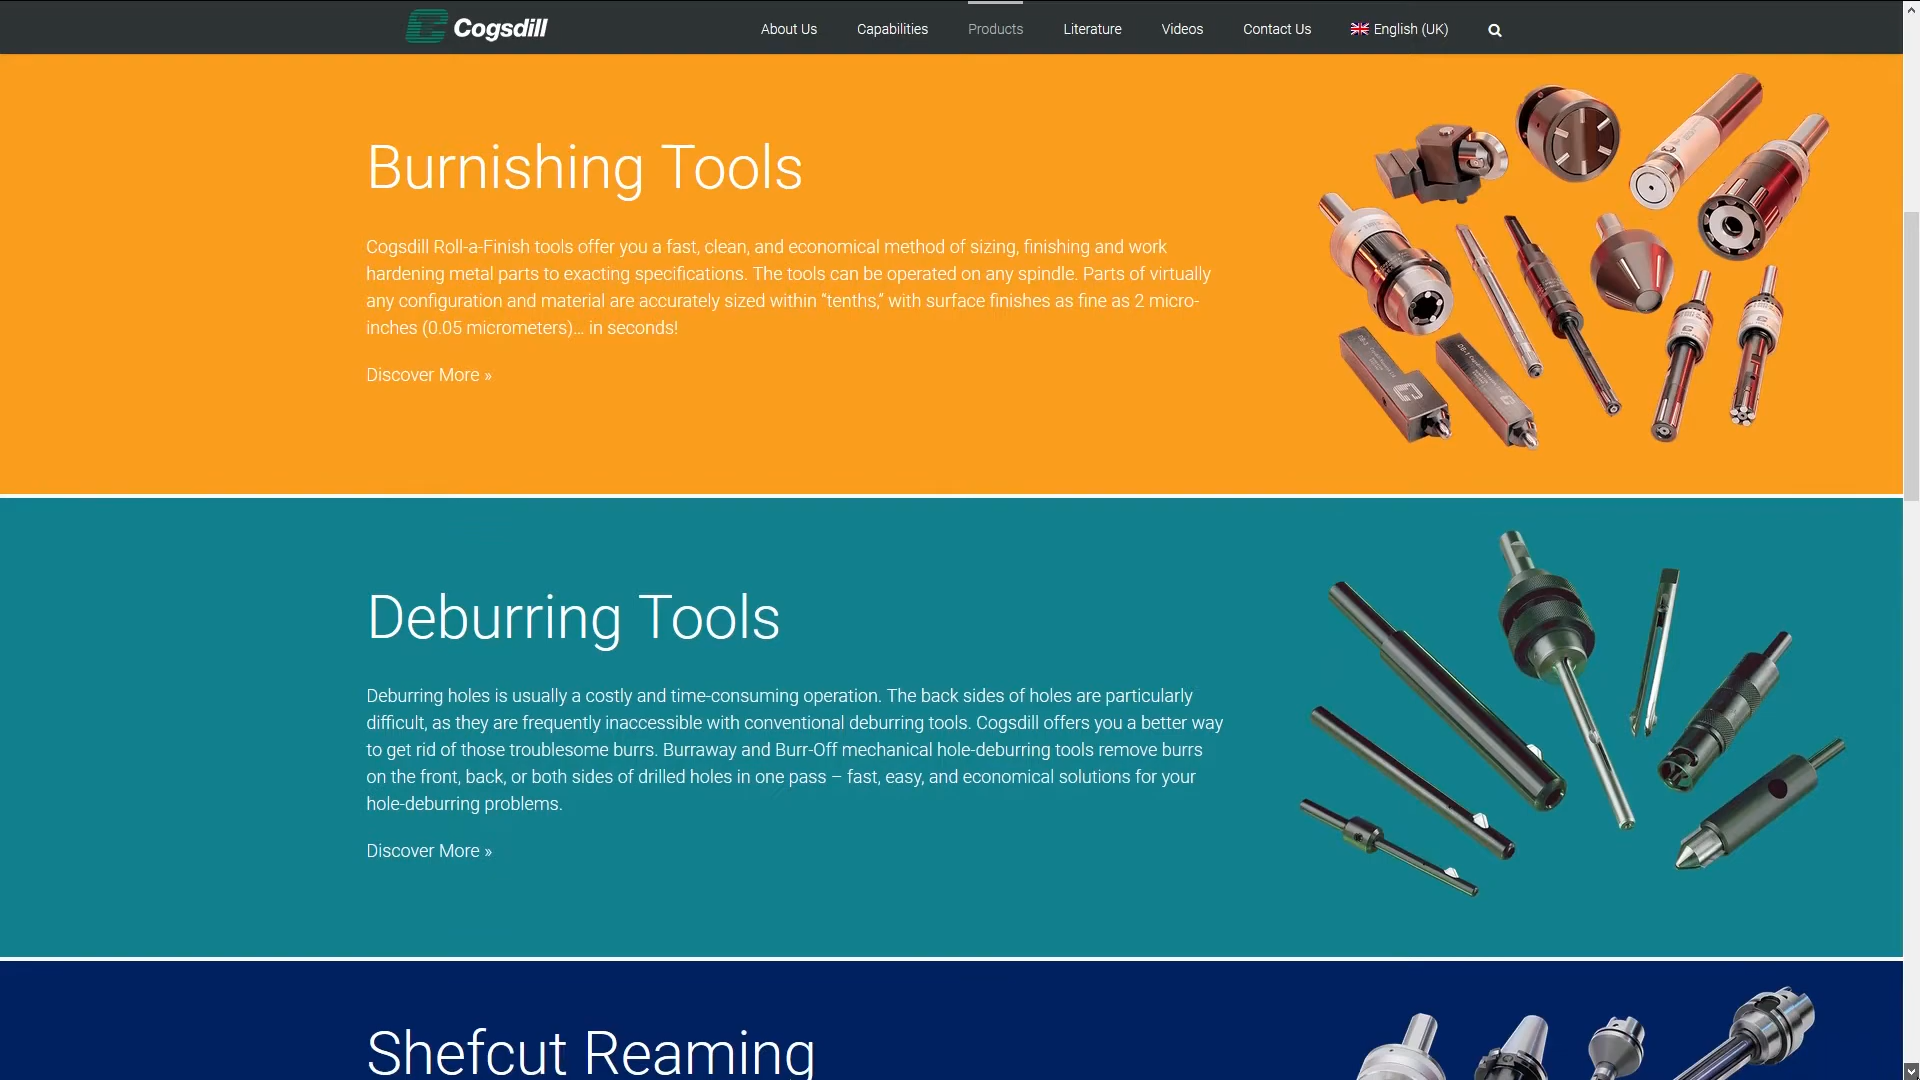 Cogsdill
About Us Capabilities Products Literature Videos Contact Us English (UK)
Burnishing Tools
Cogsdill Roll-a-Finish tools offer you a fast, clean, and economical method of sizing, finishing and work
hardening metal parts to exacting specifications. The tools can be operated on any spindle. Parts of virtually
any configuration and material are accurately sized within “tenths,” with surface finishes as fine as 2 micro-
inches (0.05 micrometers)… in seconds!
Discover More »
Deburring Tools
Deburring holes is usually a costly and time-consuming operation. The back sides of holes are particularly
difficult, as they are frequently inaccessible with conventional deburring tools. Cogsdill offers you a better way
to get rid of those troublesome burrs. Burraway and Burr-Off mechanical hole-deburring tools remove burrs
on the front, back, or both sides of drilled holes in one pass – fast, easy, and economical solutions for your
hole-deburring problems.
Discover More »
Shefcut Reaming